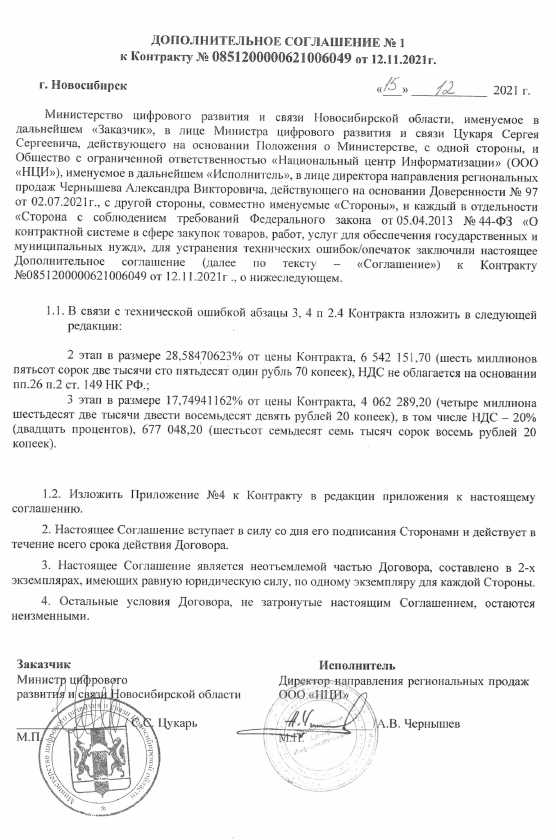 ДОПОЛНИТЕЛЬНОЕ СОГЛАШЕНИЕ № 1
к Контракту № 0851200000621006049 от 12.11.2021г.
г. Новосибирск «15» 12 2021 г.
Министерство цифрового развития и связи Новосибирской области, именуемое в
дальнейшем «Заказчик», в лице Министра цифрового развития и связи Цукаря Сергея
Сергеевича, действующего на основании Положения о Министерстве, с одной стороны, и
Общество с ограниченной ответственностью «Национальный центр Информатизации» (ООО
«НЦИ»), именуемое в дальнейшем «Исполнитель», в лице директора направления региональных
продаж Чернышева Александра Викторовича, действующего на основании Доверенности № 97
от 02.07.2021г., с другой стороны, совместно именуемые «Стороны», и каждый в отдельности
«Сторона с соблюдением требований Федерального закона от 05.04.2013 № 44-ФЗ «О
контрактной системе в сфере закупок товаров, работ, услуг для обеспечения государственных и
муниципальных нужд», для устранения технических ошибок/опечаток заключили настоящее
Дополнительное соглашение (далее по тексту – «Соглашение») к Контракту
№0851200000621006049 от 12.11.2021г ., о нижеследующем.
1.1. В связи с технической ошибкой абзацы 3, 4 п 2.4 Контракта изложить в следующей
редакции:
2 этап в размере 28,58470623% от цены Контракта, 6 542 151,70 (шесть миллионов
пятьсот сорок две тысячи сто пятьдесят один рубль 70 копеек), НДС не облагается на основании
пп.26 п.2 ст. 149 НК РФ.;
3 этап в размере 17,74941162% от цены Контракта, 4 062 289,20 (четыре миллиона
шестьдесят две тысячи двести восемьдесят девять рублей 20 копеек), в том числе НДС – 20%
(двадцать процентов), 677 048,20 (шестьсот семьдесят семь тысяч сорок восемь рублей 20
копеек).
1.2. Изложить Приложение №4 к Контракту в редакции приложения к настоящему
соглашению.
2. Настоящее Соглашение вступает в силу со дня его подписания Сторонами и действует в
течение всего срока действия Договора.
3. Настоящее Соглашение является неотъемлемой частью Договора, составлено в 2-х
экземплярах, имеющих равную юридическую силу, по одному экземпляру для каждой Стороны.
4. Остальные условия Договора, не затронутые настоящим Соглашением, остаются
неизменными.
Заказчик
Министр цифрового
развития и связи Новосибирской области
С.С. Цукарь
М.П.
Министерство цифрового развития и связи Новосибирской области
Исполнитель
Директор направления региональных продаж
ООО «НЦИ»
/А.В. Чернышев
М.П.